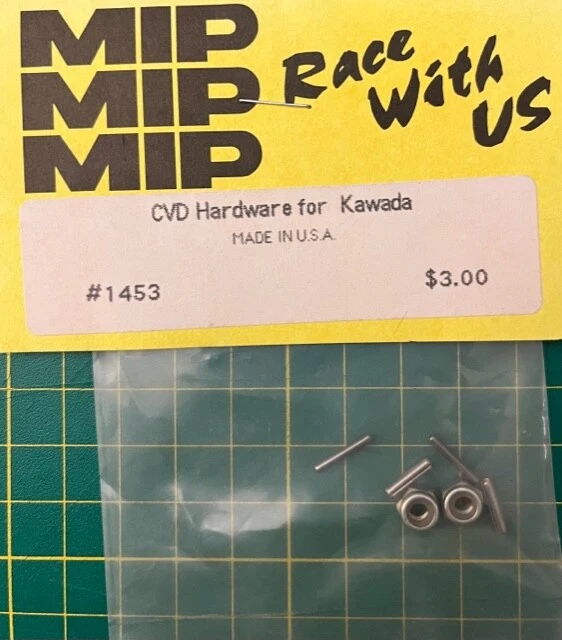 MIP
MIP
MIP
Race
With
US
CVD Hardware for Kawada
MADE IN U.S.A.
#1453
$3.00